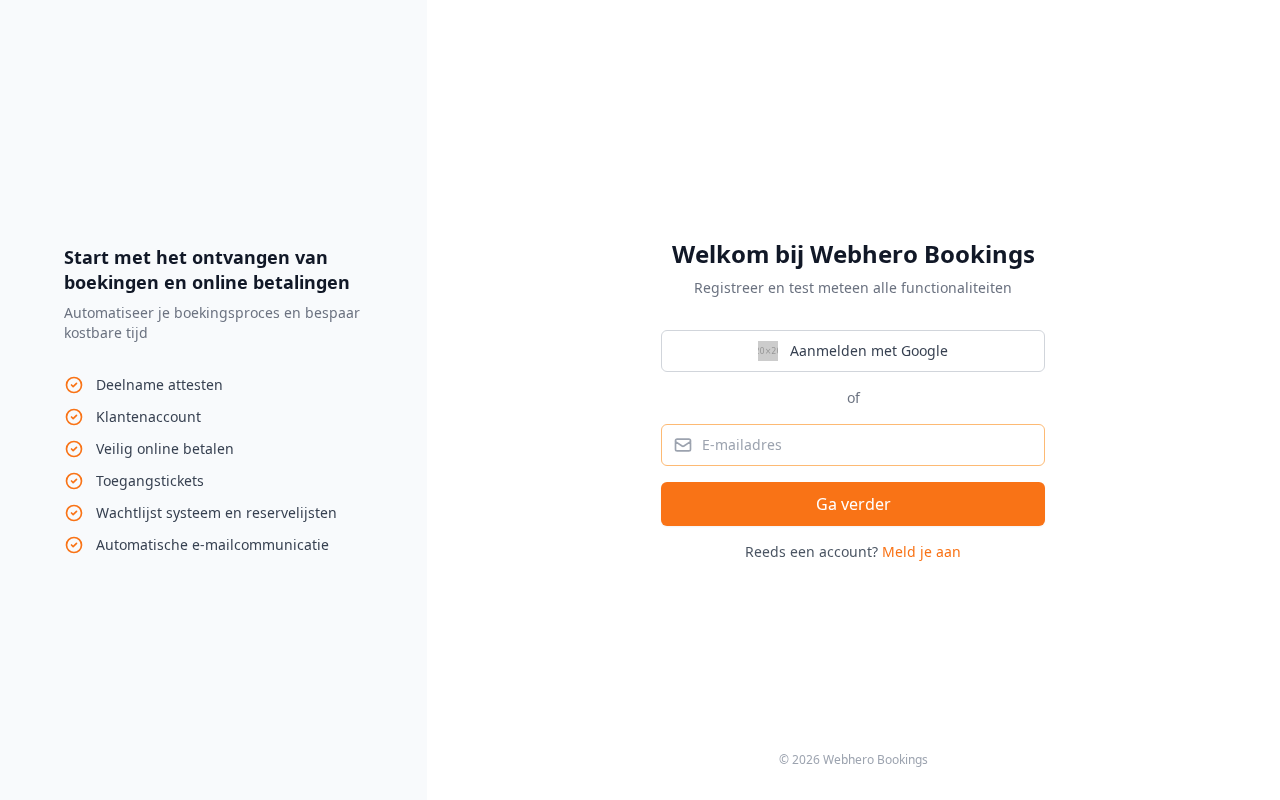 Start met het ontvangen van
boekingen en online betalingen
Automatiseer je boekingsproces en bespaar
kostbare tijd
Deelname attesten
Klantenaccount
Veilig online betalen
Toegangstickets
Wachtlijst systeem en reservelijsten
Automatische e-mailcommunicatie
Welkom bij Webhero Bookings
Registreer en test meteen alle functionaliteiten
Aanmelden met Google
of
E-mailadres
Ga verder
Reeds een account? Meld je aan
© 2026 Webhero Bookings